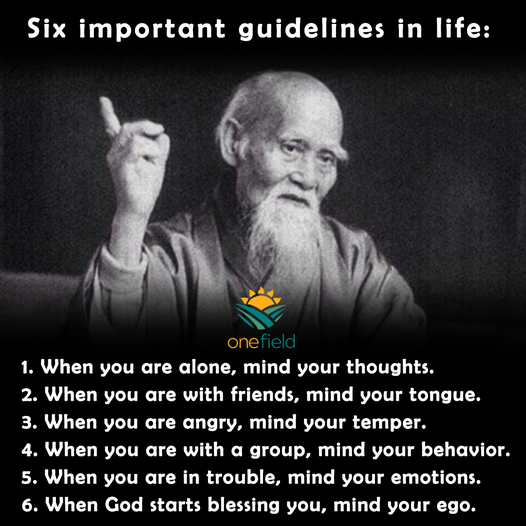 Six important guidelines in life:
onefield
1. When you are alone, mind your thoughts.
2. When you are with friends, mind your tongue.
3. When you are angry, mind your temper.
4. When you are with a group, mind your behavior.
5. When you are in trouble, mind your emotions.
6. When God starts blessing you, mind your ego.